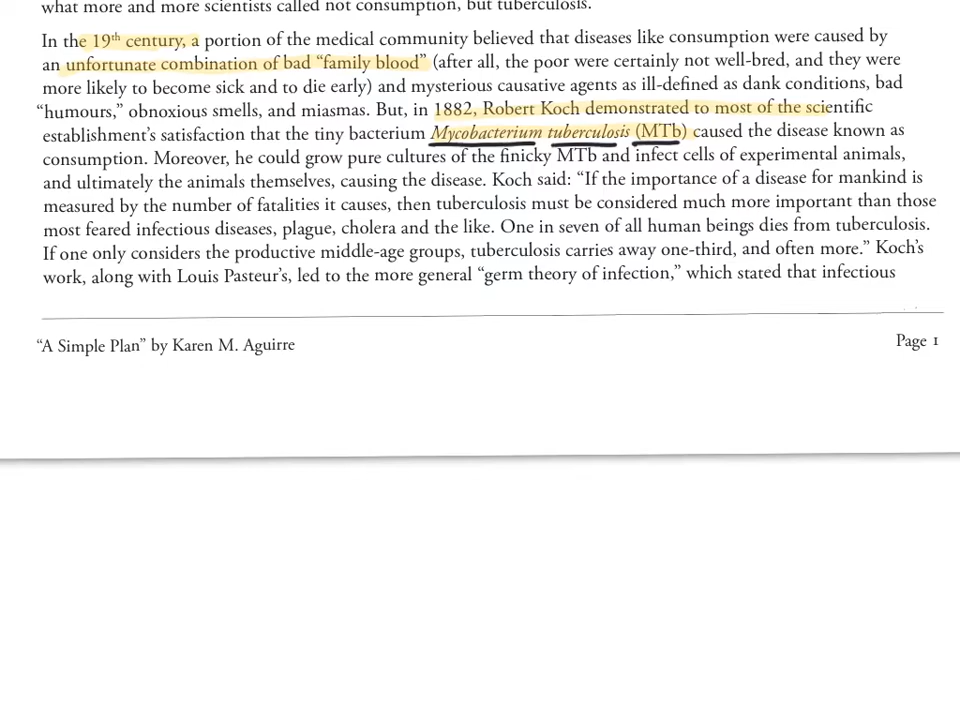 what more and more scientists called not consumption, but tuberculosis.
In the 19th century, a portion of the medical community believed that diseases like consumption were caused by
an unfortunate combination of bad “family blood” (after all, the poor were certainly not well-bred, and they were
more likely to become sick and to die early) and mysterious causative agents as ill-defined as dank conditions, bad
“humours,” obnoxious smells, and miasmas. But, in 1882, Robert Koch demonstrated to most of the scientific
establishment’s satisfaction that the tiny bacterium Mycobacterium tuberculosis (MTb) caused the disease known as
consumption. Moreover, he could grow pure cultures of the finicky MTb and infect cells of experimental animals,
and ultimately the animals themselves, causing the disease. Koch said: “If the importance of a disease for mankind is
measured by the number of fatalities it causes, then tuberculosis must be considered much more important than those
most feared infectious diseases, plague, cholera and the like. One in seven of all human beings dies from tuberculosis.
If one only considers the productive middle-age groups, tuberculosis carries away one-third, and often more.” Koch’s
work, along with Louis Pasteur’s, led to the more general “germ theory of infection,” which stated that infectious
“A Simple Plan” by Karen M. Aguirre
Page 1